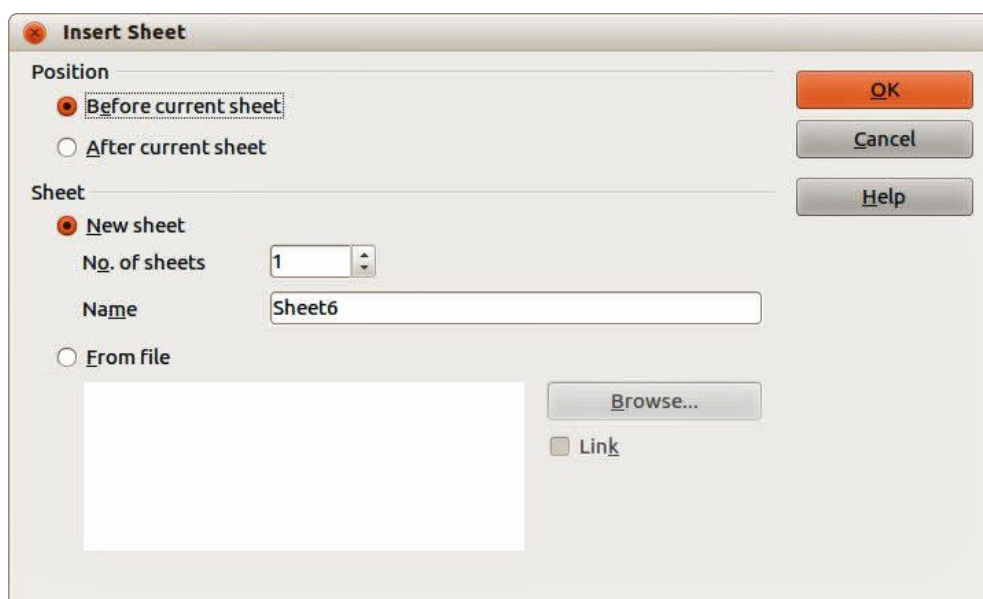 Insert Sheet
Position
Before current sheet
After current sheet
OK
Cancel
Help
Sheet
New sheet
No. of sheets 1
Name Sheet6
From file
Browse...
Link